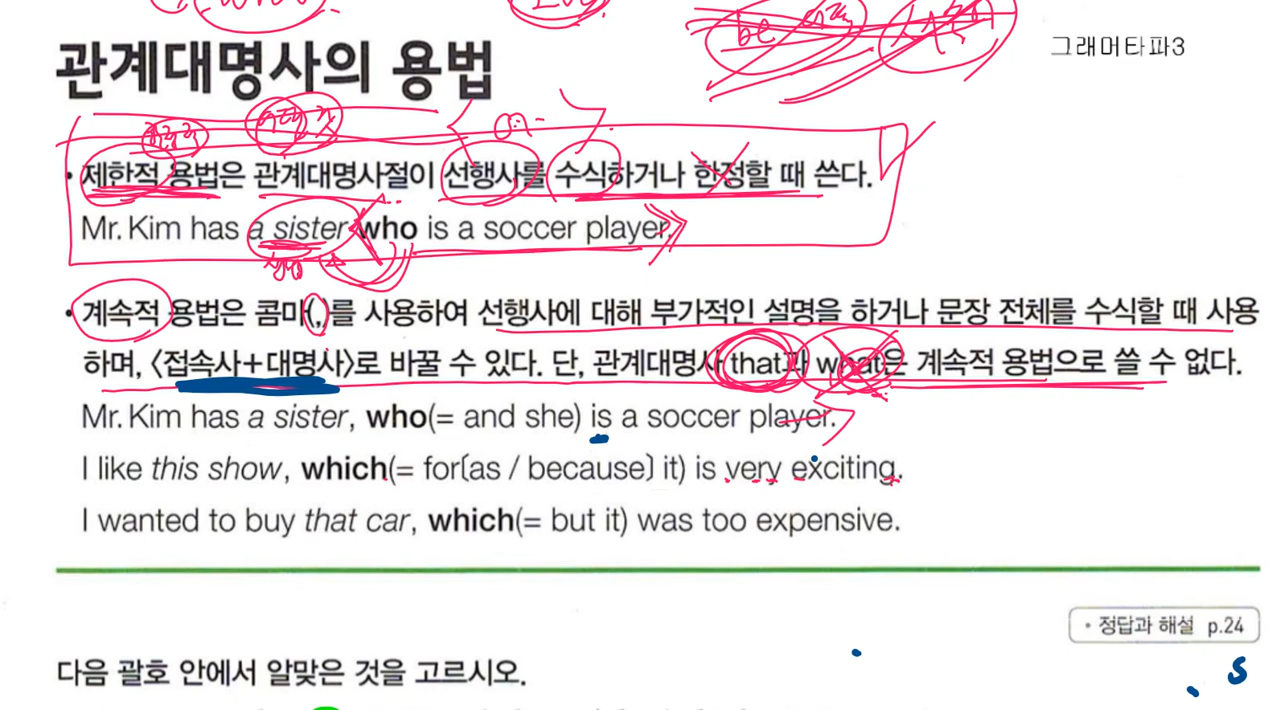 그래머타파3
관계대명사의 용법
• 제한적 용법은 관계대명사절이 선행사를 수식하거나 한정할 때 쓴다.
Mr. Kim has a sister who is a soccer player.
• 계속적 용법은 콤마(,)를 사용하여 선행사에 대해 부가적인 설명을 하거나 문장 전체를 수식할 때 사용
하며, 〈접속사+대명사〉로 바꿀 수 있다. 단, 관계대명사 that과 what은 계속적 용법으로 쓸 수 없다.
Mr. Kim has a sister, who(= and she) is a soccer player.
I like this show, which(= for[as / because] it) is very exciting.
I wanted to buy that car, which(= but it) was too expensive.
• 정답과 해설 p.24
다음 괄호 안에서 알맞은 것을 고르시오.
S